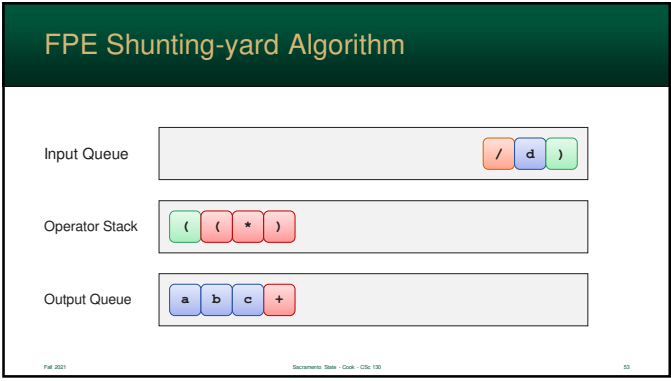 FPE Shunting-yard Algorithm
Input Queue / d )
Operator Stack ( ( * )
Output Queue a b c +
Fall 2021 Sacramento State - Cook - CSc 130 53